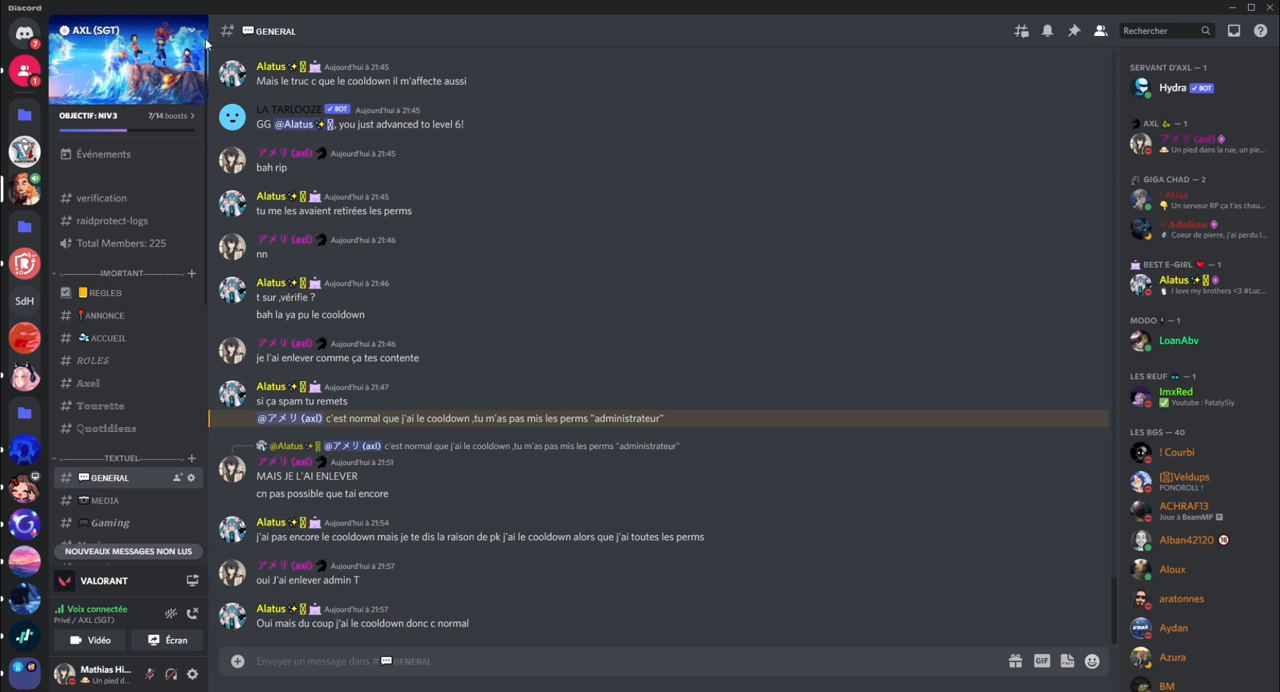 Discord
AXL (SGT)
OBJECTIF: NIV 3 7/14 boosts
Événements
verification
raidprotect-logs
Total Members: 225
IMORTANT
REGLES
ANNONCE
ACCUEIL
ROLES
Axel
Tourette
Quotidiens
TEXTUEL
GENERAL
MEDIA
Gaming
NOUVEAUX MESSAGES NON LUS
VALORANT
Voix connectée
Privé / AXL (SGT)
Vidéo Écran
Mathias Hi...
Un pied d...
SdH
GENERAL
Rechercher
Alatus Aujourd'hui à 21:45
Mais le truc c que le cooldown il m'affecte aussi
LA TARLOOZE BOT Aujourd'hui à 21:45
GG @Alatus, you just advanced to level 6!
アメリ (axl) Aujourd'hui à 21:45
bah rip
Alatus Aujourd'hui à 21:45
tu me les avaient retirées les perms
アメリ (axl) Aujourd'hui à 21:46
nn
Alatus Aujourd'hui à 21:46
t sur ,vérifie ?
bah la ya pu le cooldown
アメリ (axl) Aujourd'hui à 21:46
je l'ai enlever comme ça tes contente
Alatus Aujourd'hui à 21:47
si ça spam tu remets
@アメリ (axl) c'est normal que j'ai le cooldown ,tu m'as pas mis les perms "administrateur"
@Alatus @アメリ (axl) c'est normal que j'ai le cooldown ,tu m'as pas mis les perms "administrateur"
アメリ (axl) Aujourd'hui à 21:51
MAIS JE L'AI ENLEVER
cn pas possible que tai encore
Alatus Aujourd'hui à 21:54
j'ai pas encore le cooldown mais je te dis la raison de pk j'ai le cooldown alors que j'ai toutes les perms
アメリ (axl) Aujourd'hui à 21:57
oui J'ai enlever admin T
Alatus Aujourd'hui à 21:57
Oui mais du coup j'ai le cooldown donc c normal
Envoyer un message dans # GENERAL
GIF
SERVANT D'AXL — 1
Hydra BOT
AXL — 1
アメリ (axl)
Un pied dans la rue, un pie...
GIGA CHAD — 2
! Atlas
Un serveur RP ça t'es chau...
Adeline
Coeur de pierre, j'ai perdu l...
BEST E-GIRL — 1
Alatus
I love my brothers <3 #Luc...
MODO — 1
LoanAbv
LES REUF — 1
ImxRed
Youtube : FatalySly
LES BGS — 40
! Courbi
Veldups
PONOROLL !
ACHRAF13
Joue à BeamMP
Alban42120
Aloux
aratonnes
Aydan
Azura
BM